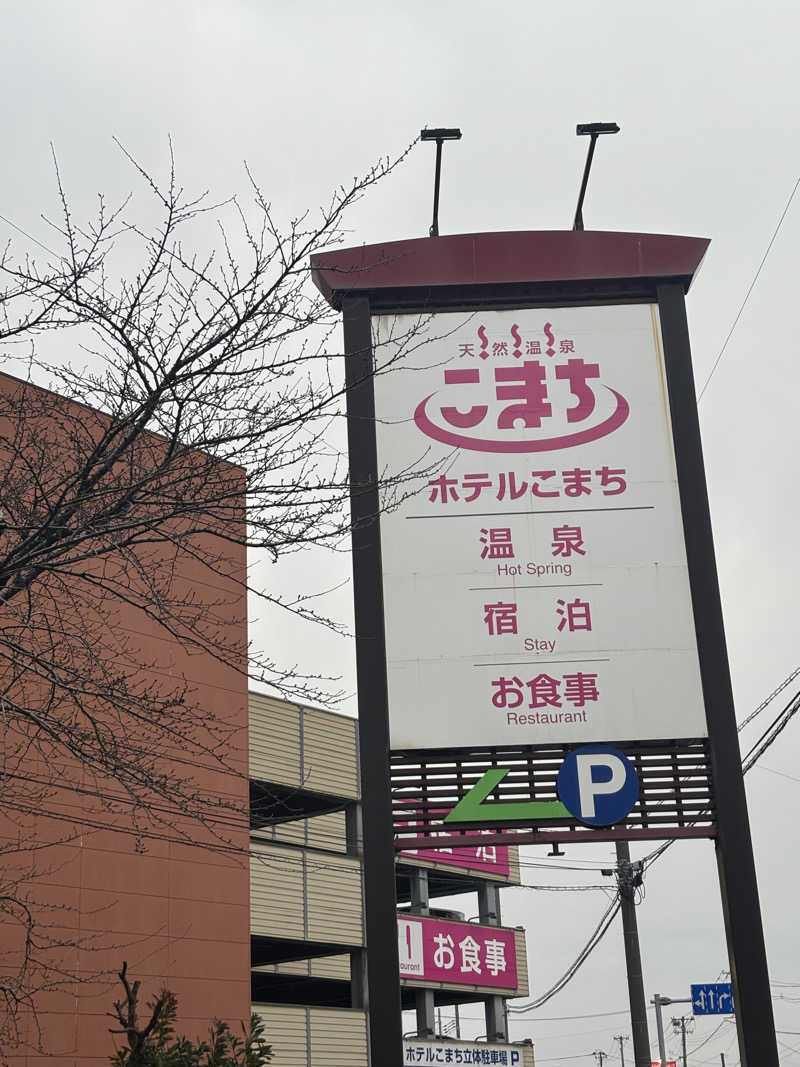 天然温泉
こまち
ホテルこまち
温泉
Hot Spring
宿泊
Stay
お食事
Restaurant
P
泊
お食事
ホテルこまち立体駐車場 P